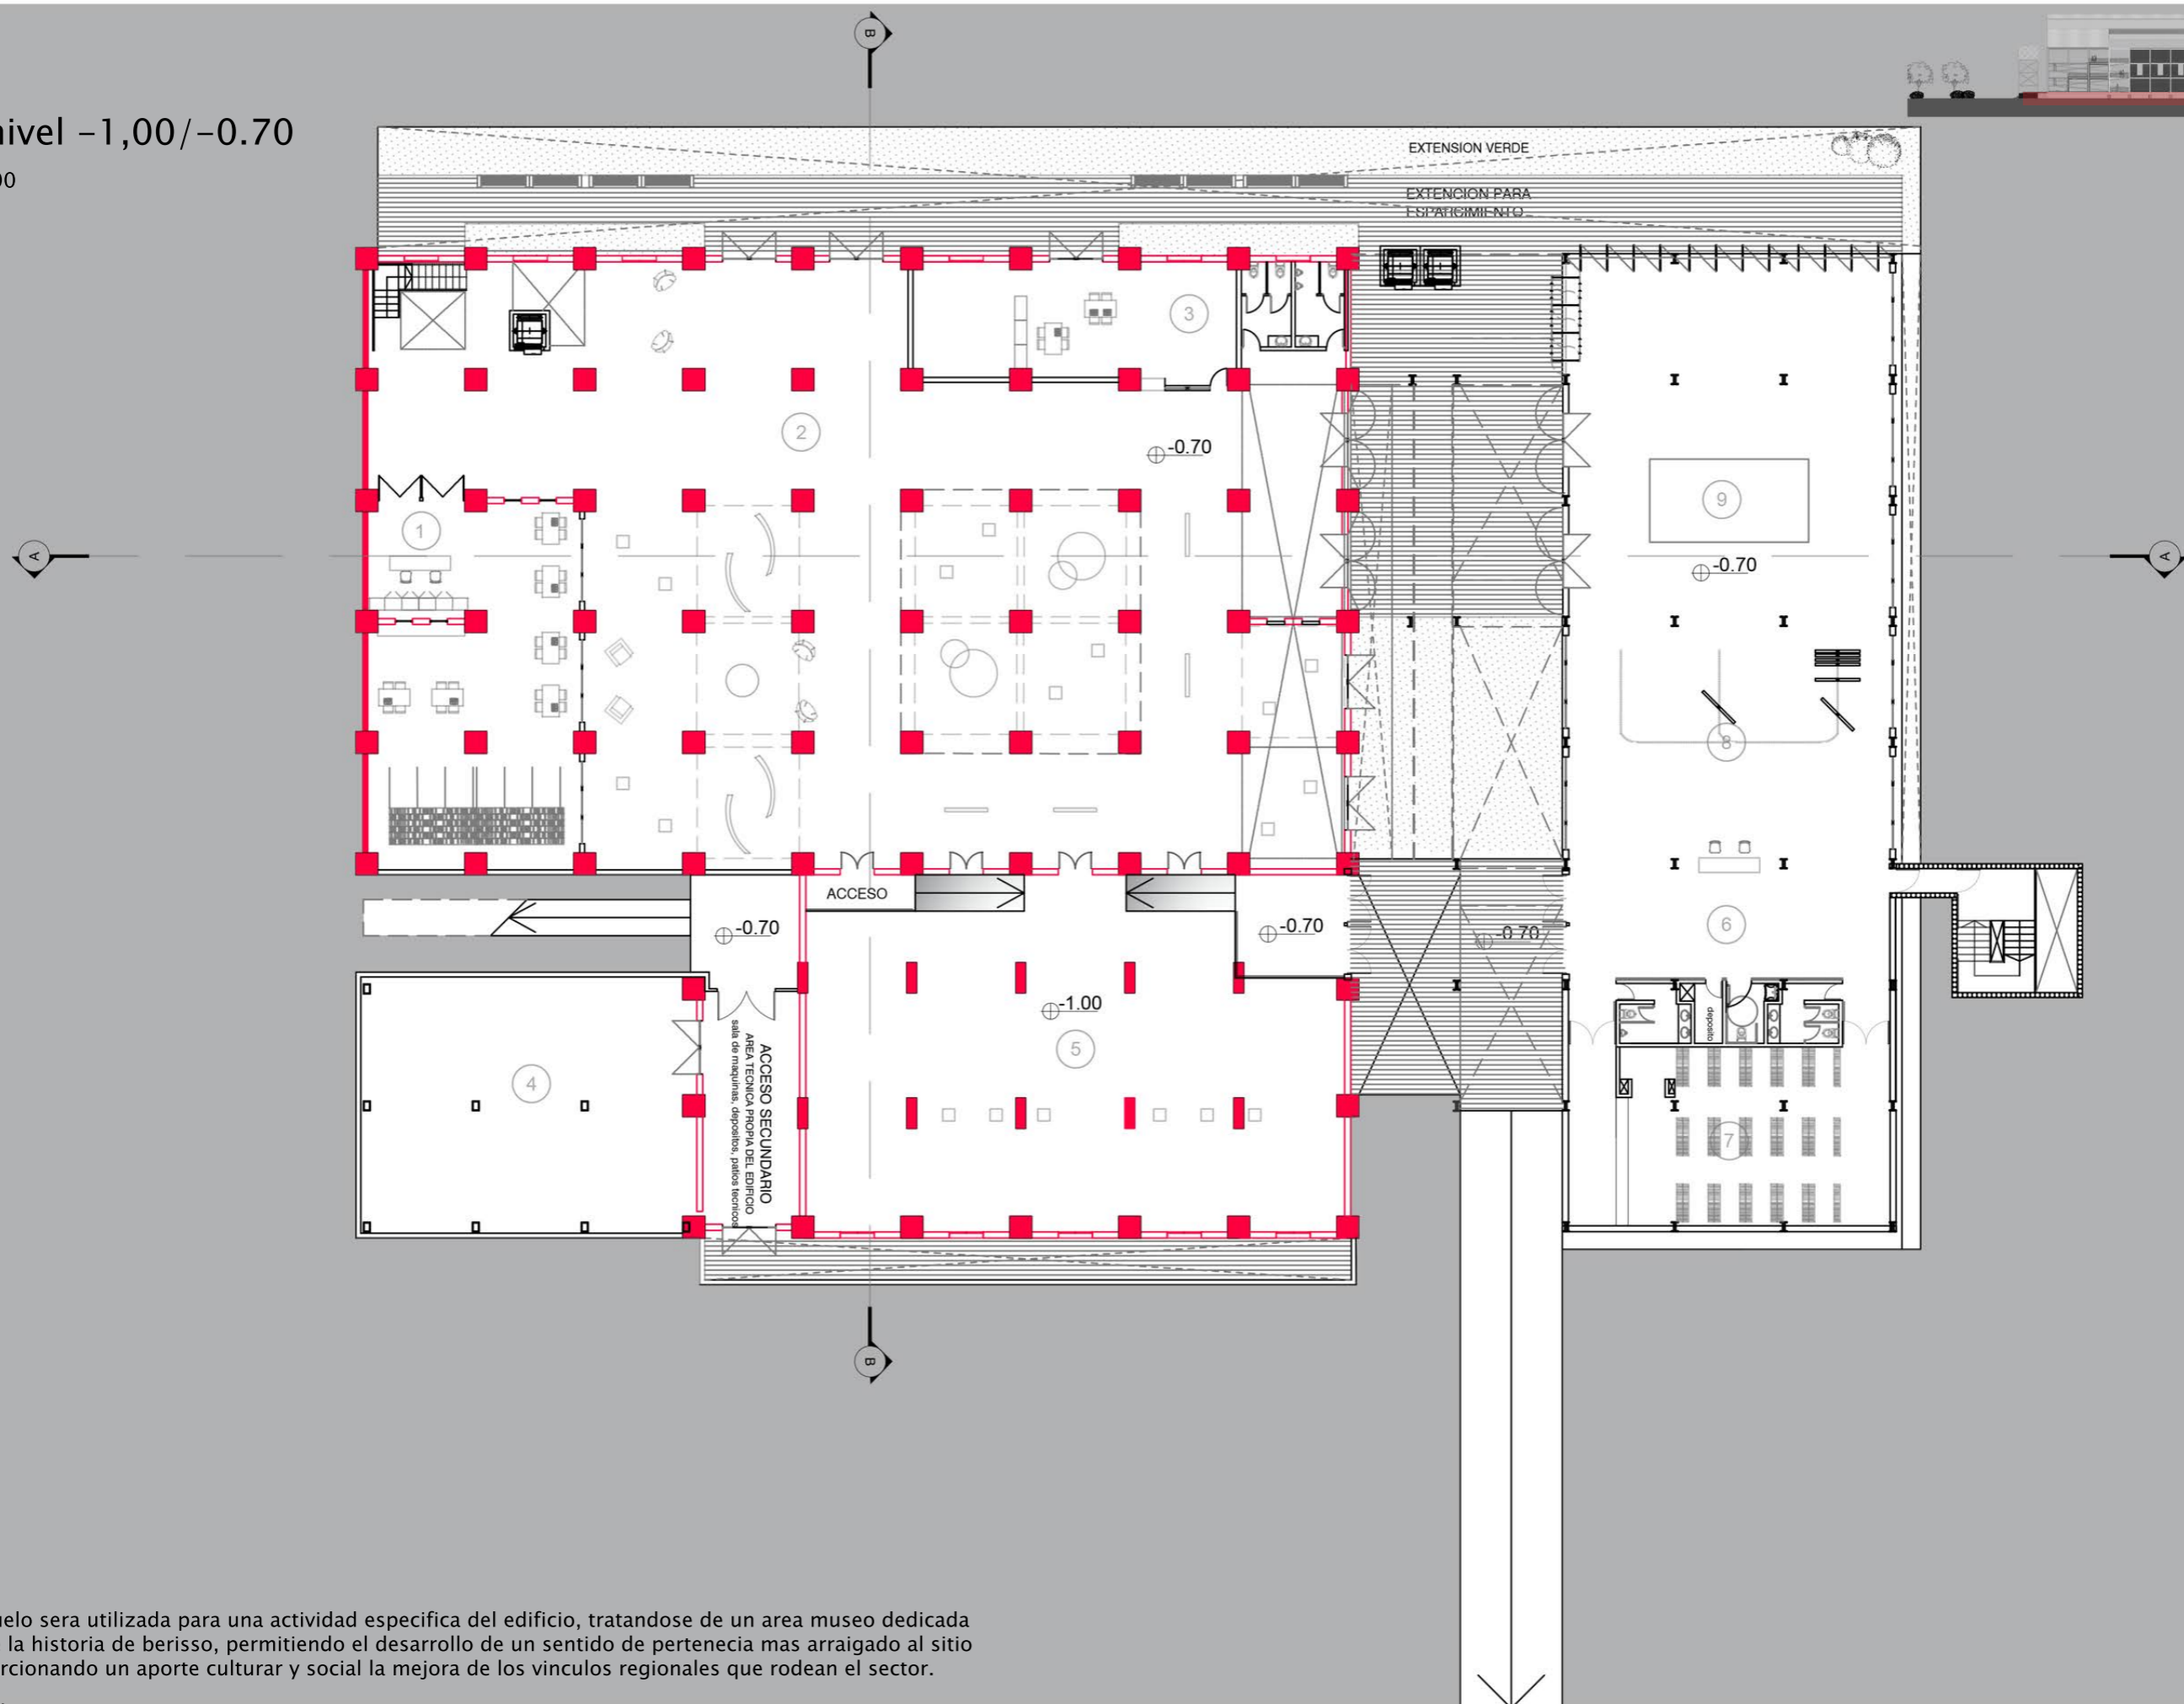 nivel -1,00/-0.70
00
B
EXTENSION VERDE
EXTENCION PARA
ESPARCIMIENTO
3
2
-0.70
1
9
A
A
-0.70
8
ACCESO
-0.70
-0.70
-0.70
6
-1.00
5
4
ACCESO SECUNDARIO
AREA TECNICA PROPIA DEL EDIFICIO
sala de maquinas, depositos, patios tecnicos
deposito
7
B
uelo sera utilizada para una actividad especifica del edificio, tratandose de un area museo dedicada
la historia de berisso, permitiendo el desarrollo de un sentido de pertenecia mas arraigado al sitio
rcionando un aporte culturar y social la mejora de los vinculos regionales que rodean el sector.